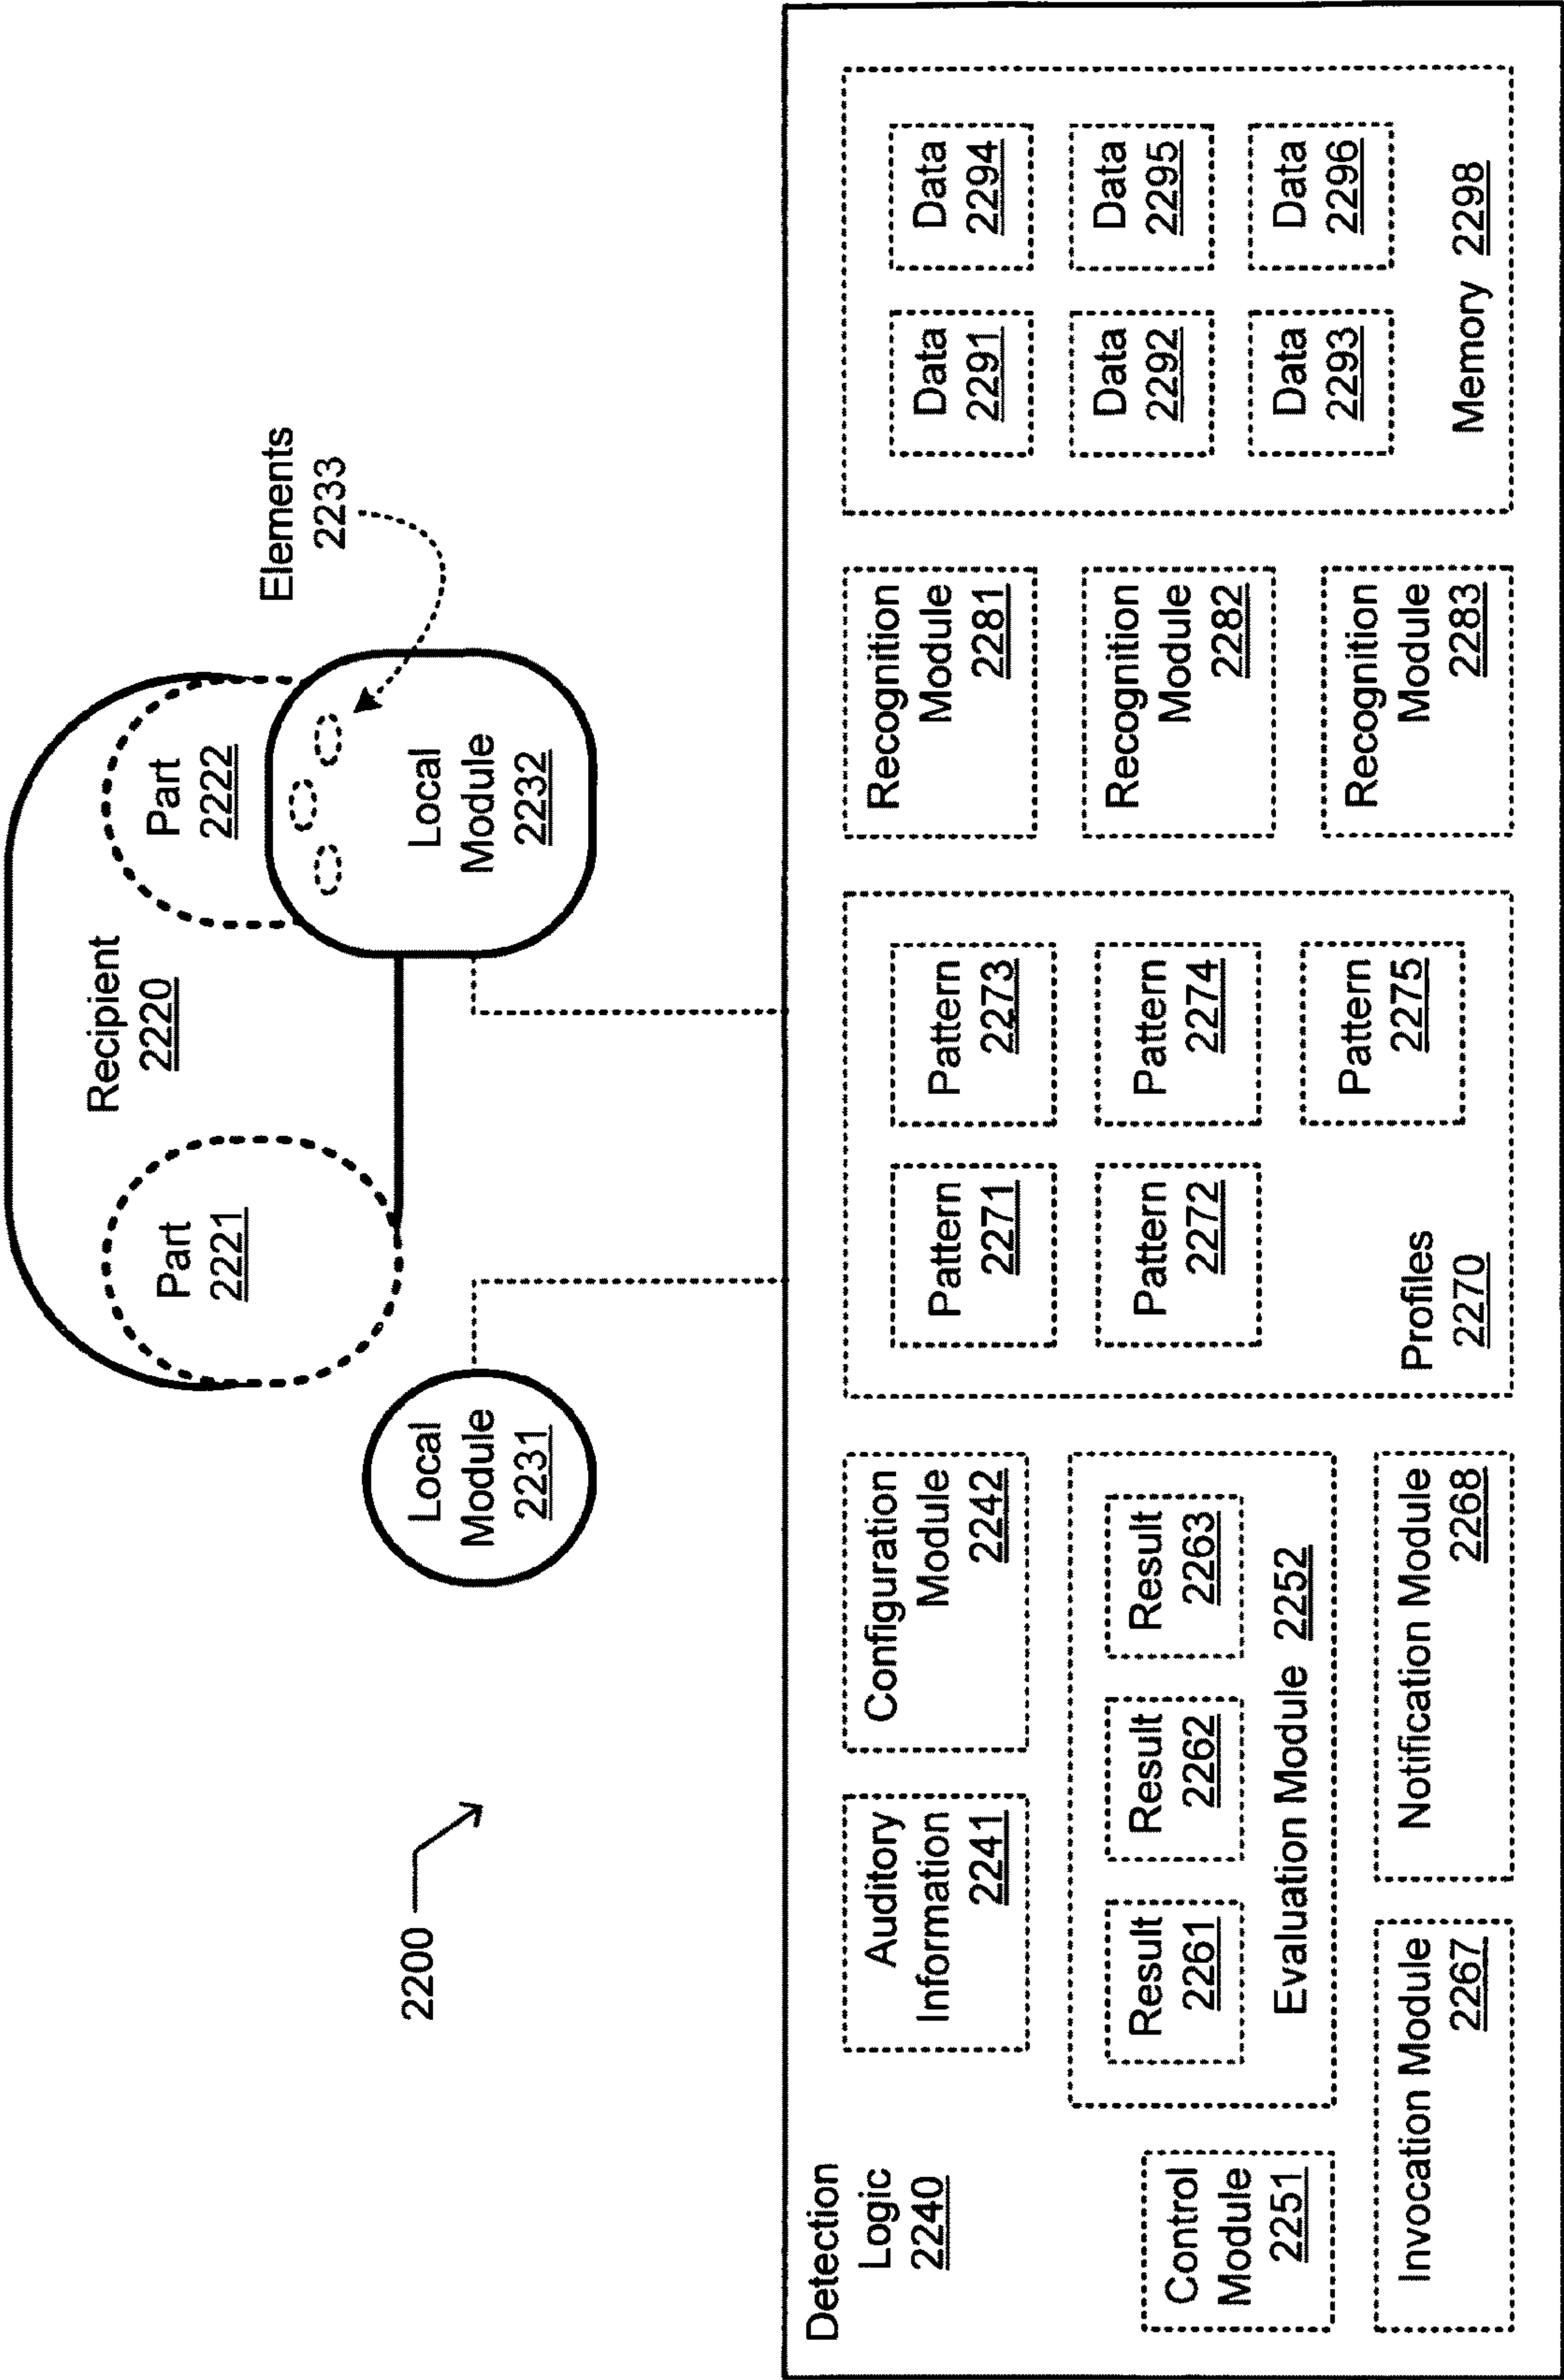 2200
Recipient
2220
Part
2221
Part
2222
Elements
2233
Local
Module
2231
Local
Module
2232
Detection
Logic
2240
Auditory
Information
2241
Configuration
Module
2242
Control
Module
2251
Result
2261
Result
2262
Result
2263
Evaluation Module 2252
Invocation Module
2267
Notification Module
2268
Pattern
2271
Pattern
2273
Pattern
2272
Pattern
2274
Pattern
2275
Profiles
2270
Recognition
Module
2281
Recognition
Module
2282
Recognition
Module
2283
Data
2291
Data
2294
Data
2292
Data
2295
Data
2293
Data
2296
Memory 2298